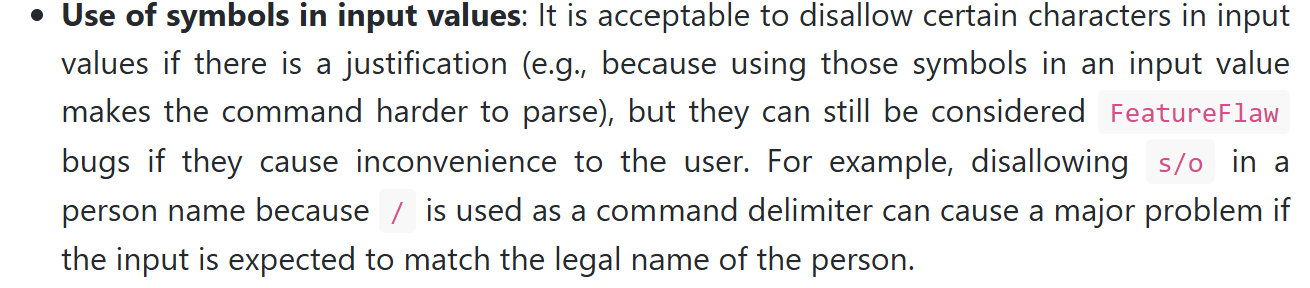 • Use of symbols in input values: It is acceptable to disallow certain characters in input
values if there is a justification (e.g., because using those symbols in an input value
makes the command harder to parse), but they can still be considered FeatureFlaw
bugs if they cause inconvenience to the user. For example, disallowing s/o in a
person name because / is used as a command delimiter can cause a major problem if
the input is expected to match the legal name of the person.